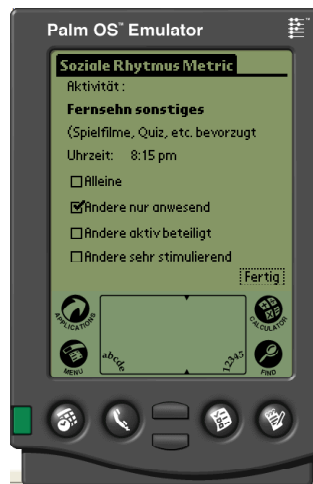 Palm OS™ Emulator
Soziale Rhytmus Metric
Aktivität:
Fernsehn sonstiges
(Spielfilme, Quiz, etc. bevorzugt
Uhrzeit: 8:15 pm
Alleine
Andere nur anwesend
Andere aktiv beteiligt
Andere sehr stimulierend
Fertig
APPLICATIONS
CALCULATOR
MENU
abcde
12345
FIND